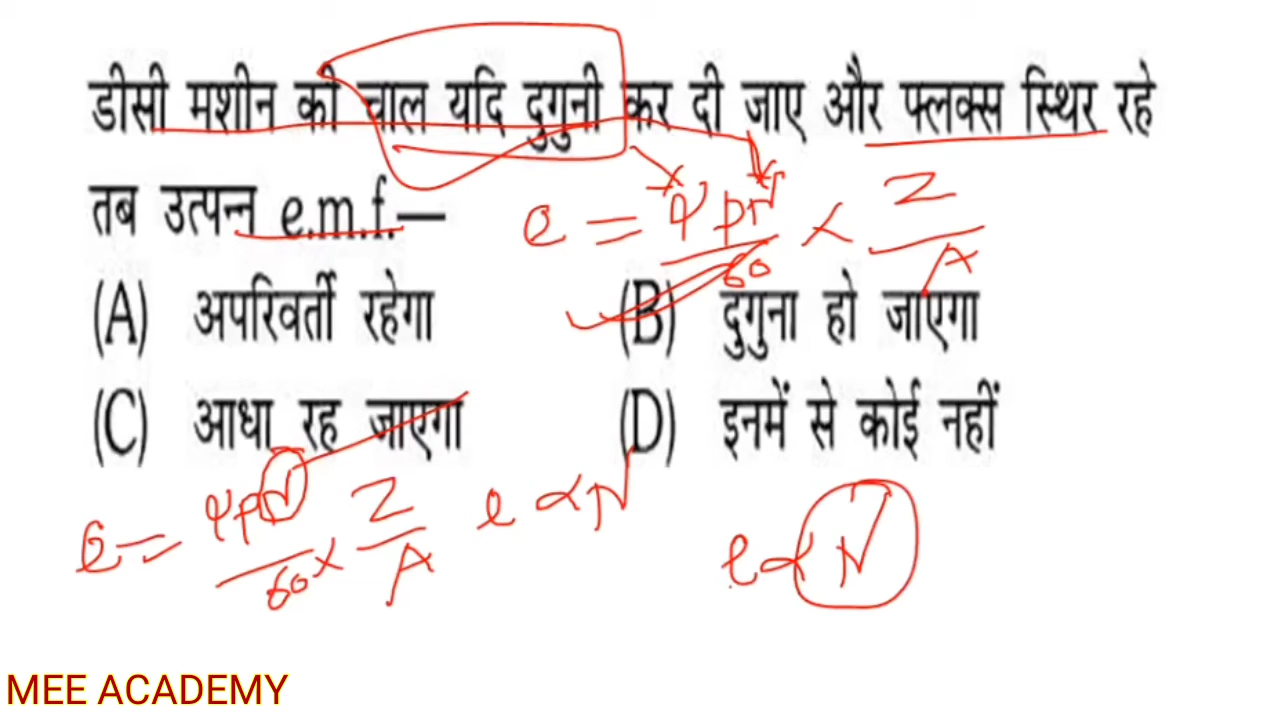 डीसी मशीन की चाल यदि दुगुनी कर दी जाए और फ्लक्स स्थिर रहे
तब उत्पन्न e.m.f.—
e = φPN/60 × Z/A
(A) अपरिवर्ती रहेगा (B) दुगुना हो जाएगा
(C) आधा रह जाएगा (D) इनमें से कोई नहीं
e = φPN/60 × Z/A e ∝ N
e ∝ N
MEE ACADEMY